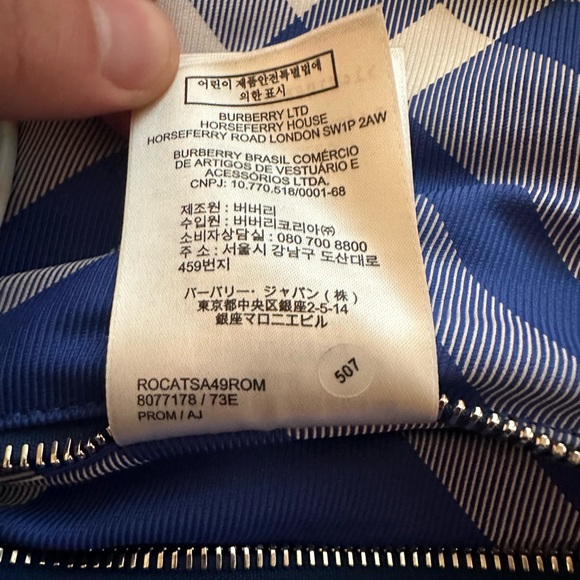 어린이 제품안전특별법에
의한 표시
BURBERRY LTD
HORSEFERRY HOUSE
HORSEFERRY ROAD LONDON SW1P 2AW
BURBERRY BRASIL COMÉRCIO
DE ARTIGOS DE VESTUÁRIO E
ACESSÓRIOS LTDA.
CNPJ: 10.770.518/0001-68
제조원 : 버버리
수입원 : 버버리코리아㈜
소비자상담실 : 080 700 8800
주 소 : 서울시 강남구 도산대로
459번지
バーバリー・ジャパン（株）
東京都中央区銀座2-5-14
銀座マロニエビル
507
ROCATSA49ROM
8077178 / 73E
PROM / AJ